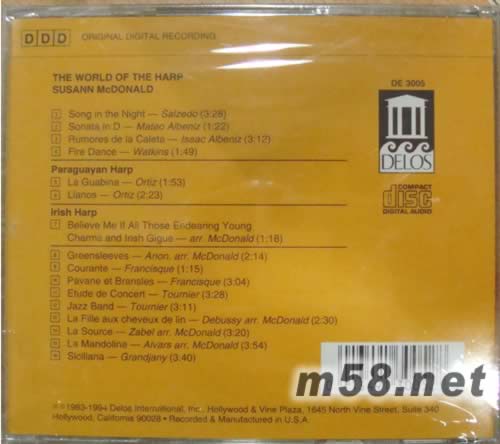 DDD ORIGINAL DIGITAL RECORDING
THE WORLD OF THE HARP
SUSANN McDONALD
DE 3005
DELOS
COMPACT
disc
DIGITAL AUDIO
1 Song in the Night — Salzedo (3:28)
2 Sonata in D — Mateo Albeniz (1:22)
3 Rumores de la Caleta — Isaac Albeniz (3:12)
4 Fire Dance — Watkins (1:49)
Paraguayan Harp
5 La Guabina — Ortiz (1:53)
6 Llanos — Ortiz (2:23)
Irish Harp
7 Believe Me If All Those Endearing Young
Charms and Irish Gigue — arr. McDonald (1:18)
8 Greensleeves — Anon. arr. McDonald (2:14)
9 Courante — Francisque (1:15)
10 Pavane et Bransles — Francisque (3:04)
11 Etude de Concert — Tournier (3:28)
12 Jazz Band — Tournier (3:11)
13 La Fille aux cheveux de lin — Debussy arr. McDonald (2:30)
14 La Source — Zabel arr. McDonald (3:20)
15 La Mandolina — Alvars arr. McDonald (3:54)
16 Siciliana — Grandjany (3:40)
m58.net
℗ © 1983-1994 Delos International, Inc., Hollywood & Vine Plaza, 1645 North Vine Street, Suite 340
Hollywood, California 90028 • Recorded & Manufactured in U.S.A.